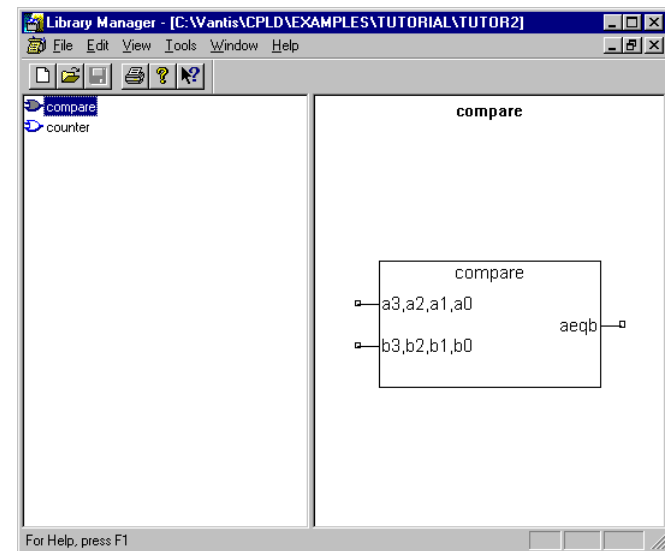 Library Manager - [C:\Vantis\CPLD\EXAMPLES\TUTORIAL\TUTOR2]
File Edit View Tools Window Help
compare
counter
compare
compare
a3,a2,a1,a0
aeqb
b3,b2,b1,b0
For Help, press F1